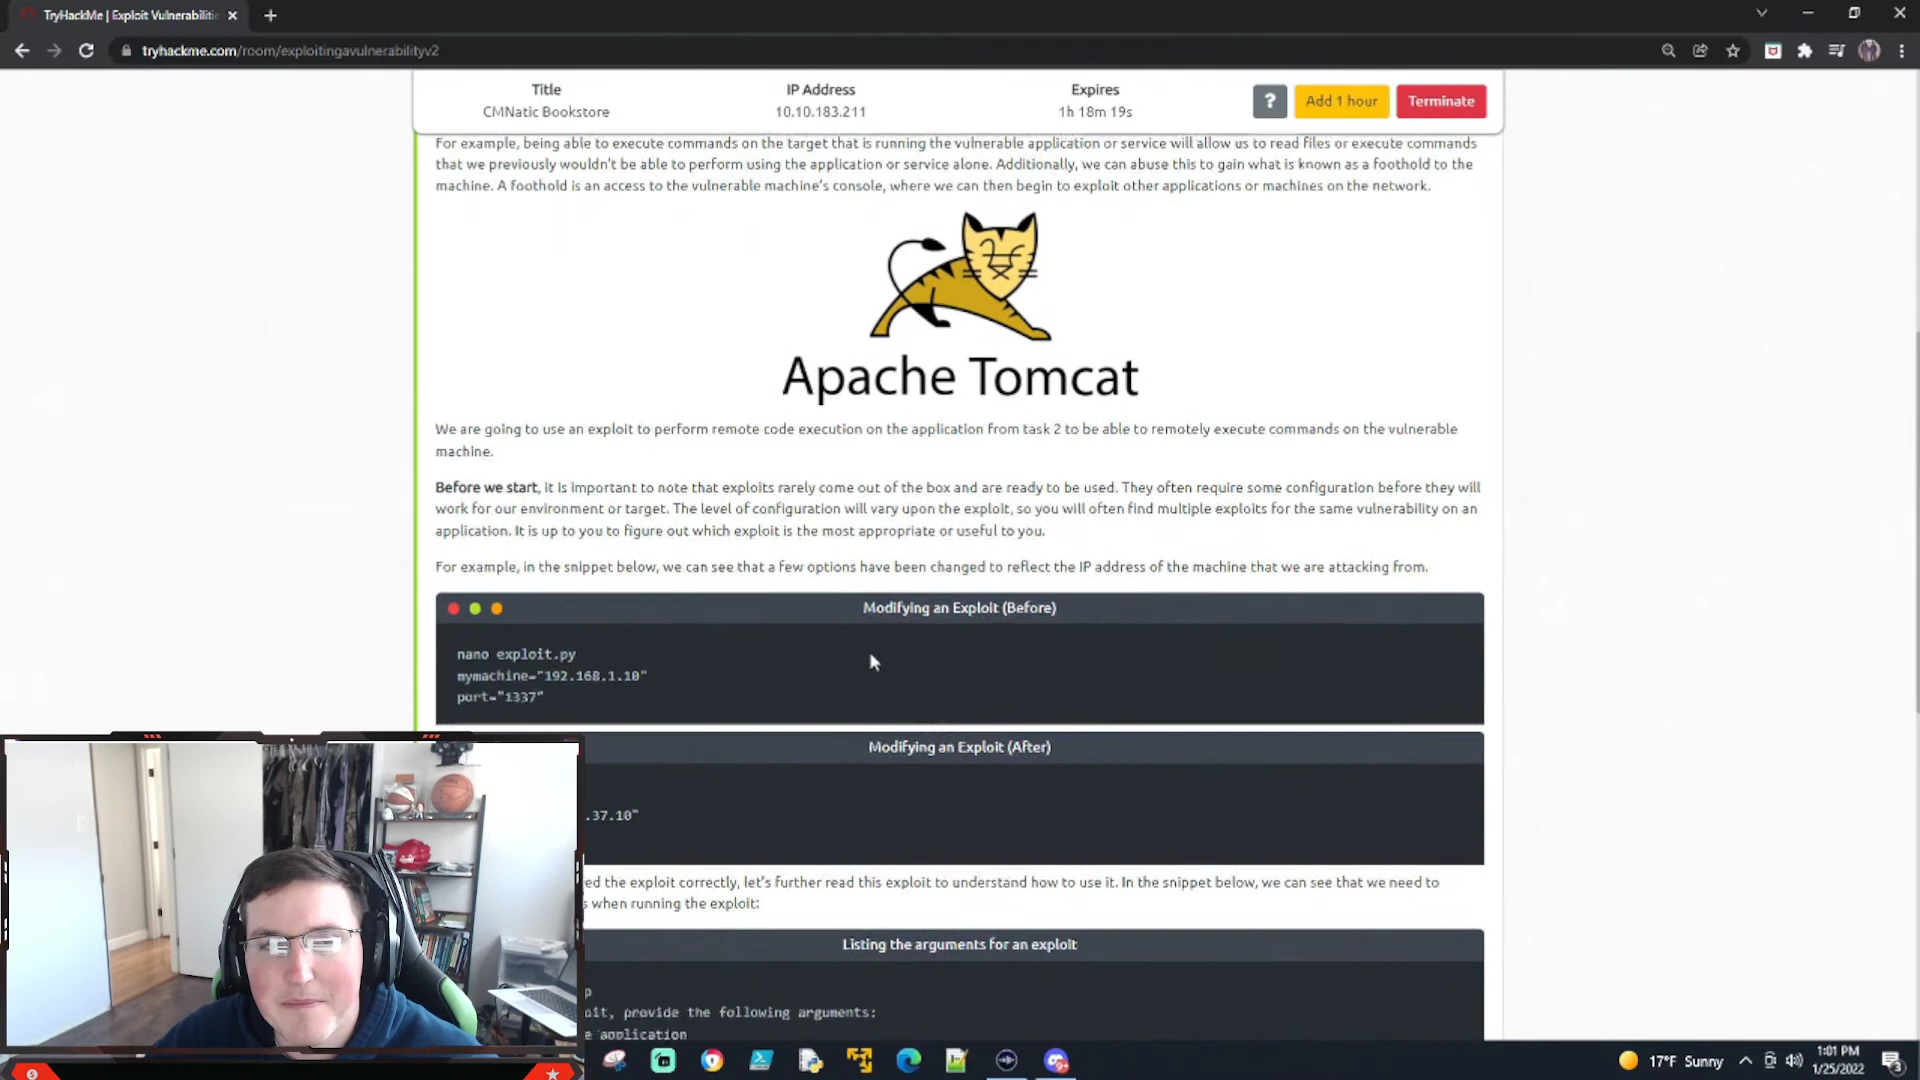 TryHackMe | Exploit Vulnerabiliti
tryhackme.com/room/exploitingavulnerabilityv2
Title
IP Address
Expires
CMNatic Bookstore
10.10.183.211
1h 18m 19s
?
Add 1 hour
Terminate
For example, being able to execute commands on the target that is running the vulnerable application or service will allow us to read files or execute commands
that we previously wouldn't be able to perform using the application or service alone. Additionally, we can abuse this to gain what is known as a foothold to the
machine. A foothold is an access to the vulnerable machine's console, where we can then begin to exploit other applications or machines on the network.
Apache Tomcat
We are going to use an exploit to perform remote code execution on the application from task 2 to be able to remotely execute commands on the vulnerable
machine.
Before we start, it is important to note that exploits rarely come out of the box and are ready to be used. They often require some configuration before they will
work for our environment or target. The level of configuration will vary upon the exploit, so you will often find multiple exploits for the same vulnerability on an
application. It is up to you to figure out which exploit is the most appropriate or useful to you.
For example, in the snippet below, we can see that a few options have been changed to reflect the IP address of the machine that we are attacking from.
Modifying an Exploit (Before)
nano exploit.py
mymachine="192.168.1.10"
port="1337"
Modifying an Exploit (After)
.37.10"
ed the exploit correctly, let's further read this exploit to understand how to use it. In the snippet below, we can see that we need to
s when running the exploit:
Listing the arguments for an exploit
p
it, provide the following arguments:
e application
17°F Sunny
1:01 PM
1/25/2022
3